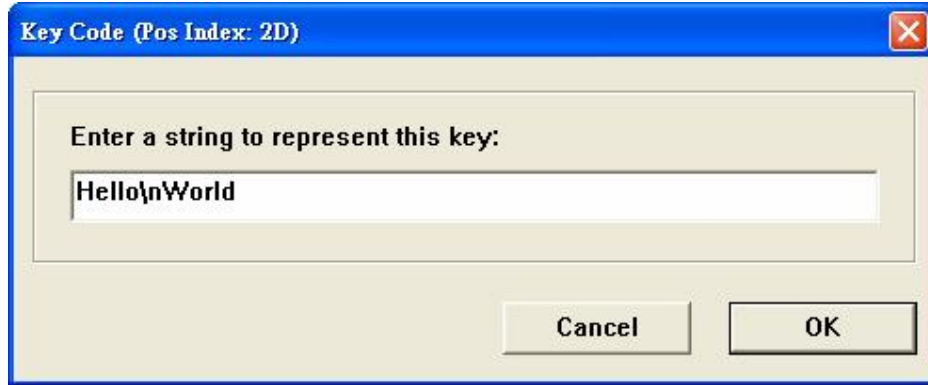 Key Code (Pos Index: 2D)
Enter a string to represent this key:
Hello\nWorld
Cancel
OK